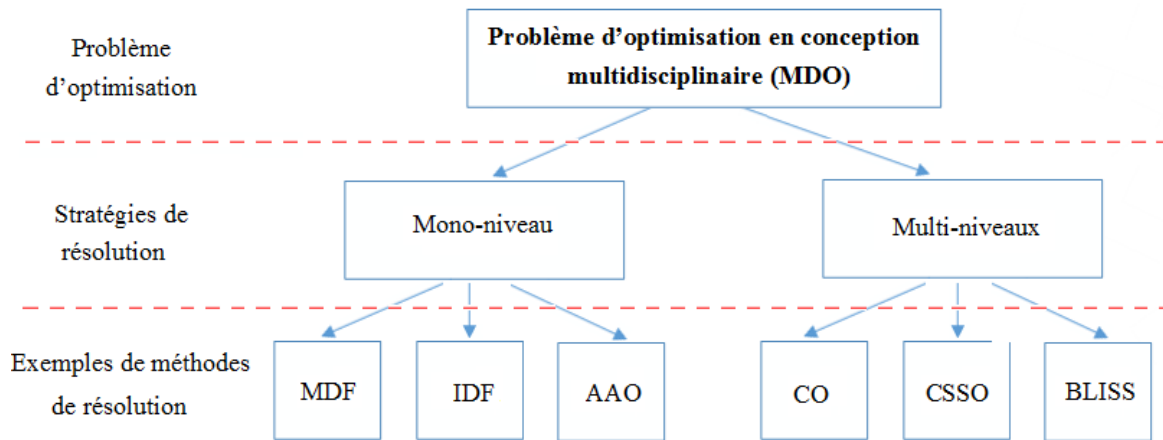 Problème
d’optimisation
Problème d’optimisation en conception
multidisciplinaire (MDO)
Stratégies de
résolution
Mono-niveau
Multi-niveaux
Exemples de méthodes
de résolution
MDF
IDF
AAO
CO
CSSO
BLISS